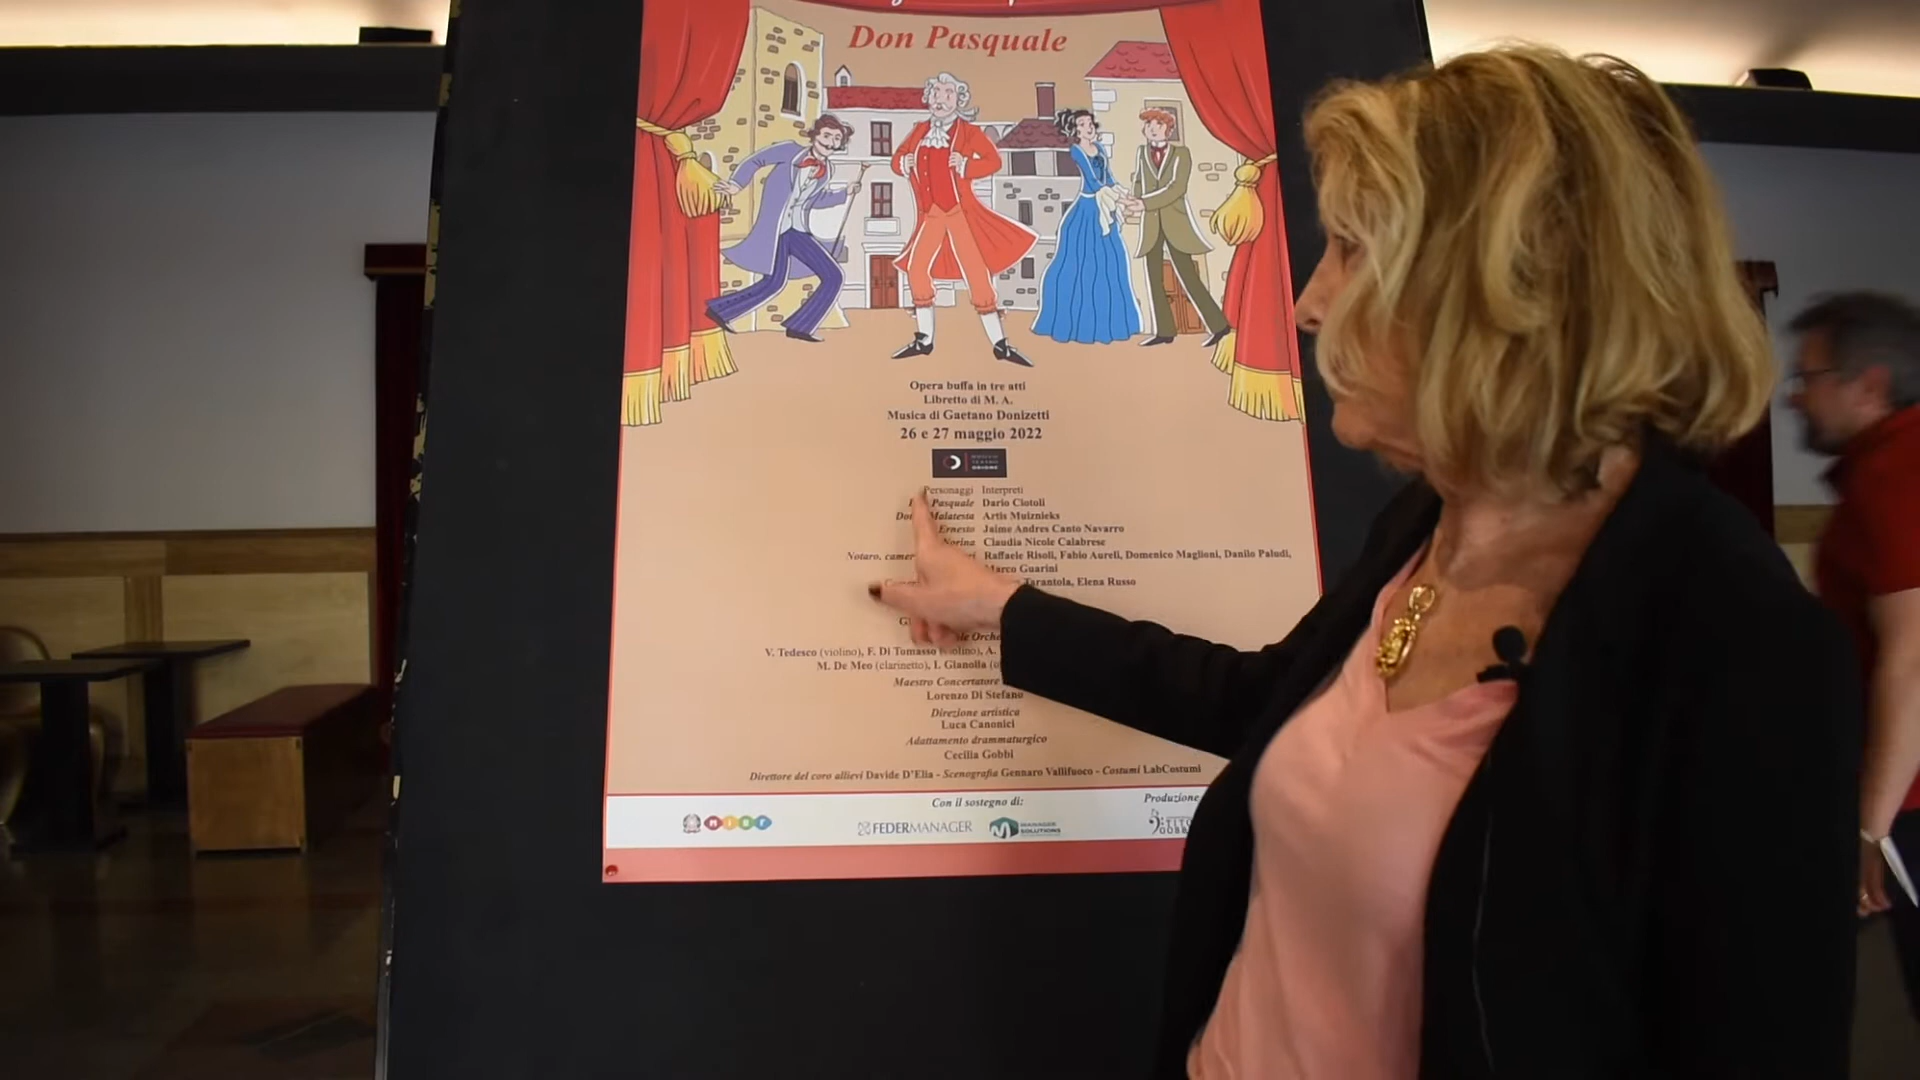 Don Pasquale
Opera buffa in tre atti
Libretto di M. A.
Musica di Gaetano Donizetti
26 e 27 maggio 2022
Personaggi Interpreti
Pasquale Dario Ciotoli
Malatesta Artis Muiznieks
Ernesto Jaime Andres Canto Navarro
Norina Claudia Nicole Calabrese
Notaro, Raffaele Risoli, Fabio Aureli, Domenico Maglioni, Danilo Paludi,
Marco Guarini
Tarantola, Elena Russo
V. Tedesco (violino), F. Di Tomasso (violino), A.
M. De Meo (clarinetto), I. Gianolla
Maestro Concertatore
Lorenzo Di Stefano
Direzione artistica
Luca Canonici
Adattamento drammaturgico
Cecilia Gobbi
Direttore del coro allievi Davide D'Elia - Scenografia Gennaro Vallifuoco - Costumi LabCostumi
Con il sostegno di:
Produzione
FEDERMANAGER
MANAGER
SOLUTIONS